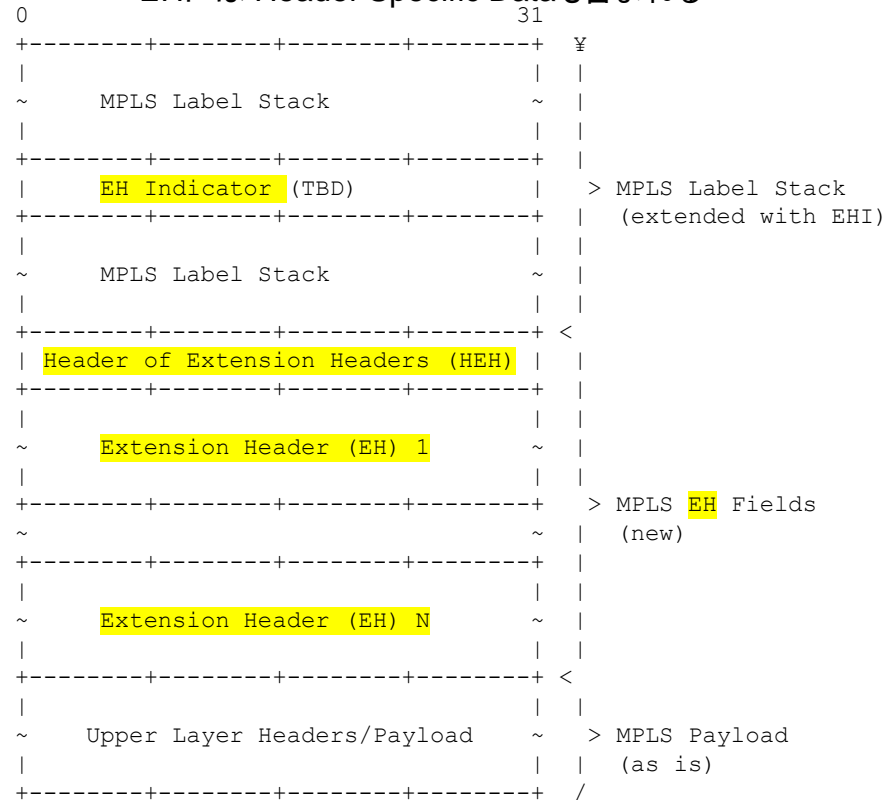 0                                         31
+--------+--------+--------+--------+  ¥
|                                   |  |
~      MPLS Label Stack             ~  |
|                                   |  |
+--------+--------+--------+--------+  |
|      EH Indicator (TBD)           |   > MPLS Label Stack
+--------+--------+--------+--------+  |  (extended with EHI)
|                                   |  |
~      MPLS Label Stack             ~  |
|                                   |  |
+--------+--------+--------+--------+ <
| Header of Extension Headers (HEH) |  |
+--------+--------+--------+--------+  |
|                                   |  |
~      Extension Header (EH) 1      ~  |
|                                   |  |
+--------+--------+--------+--------+   > MPLS EH Fields
~                                   ~  |  (new)
+--------+--------+--------+--------+  |
|                                   |  |
~      Extension Header (EH) N      ~  |
|                                   |  |
+--------+--------+--------+--------+ <
|                                   |  |
~     Upper Layer Headers/Payload   ~   > MPLS Payload
|                                   |  |  (as is)
+--------+--------+--------+--------+  /